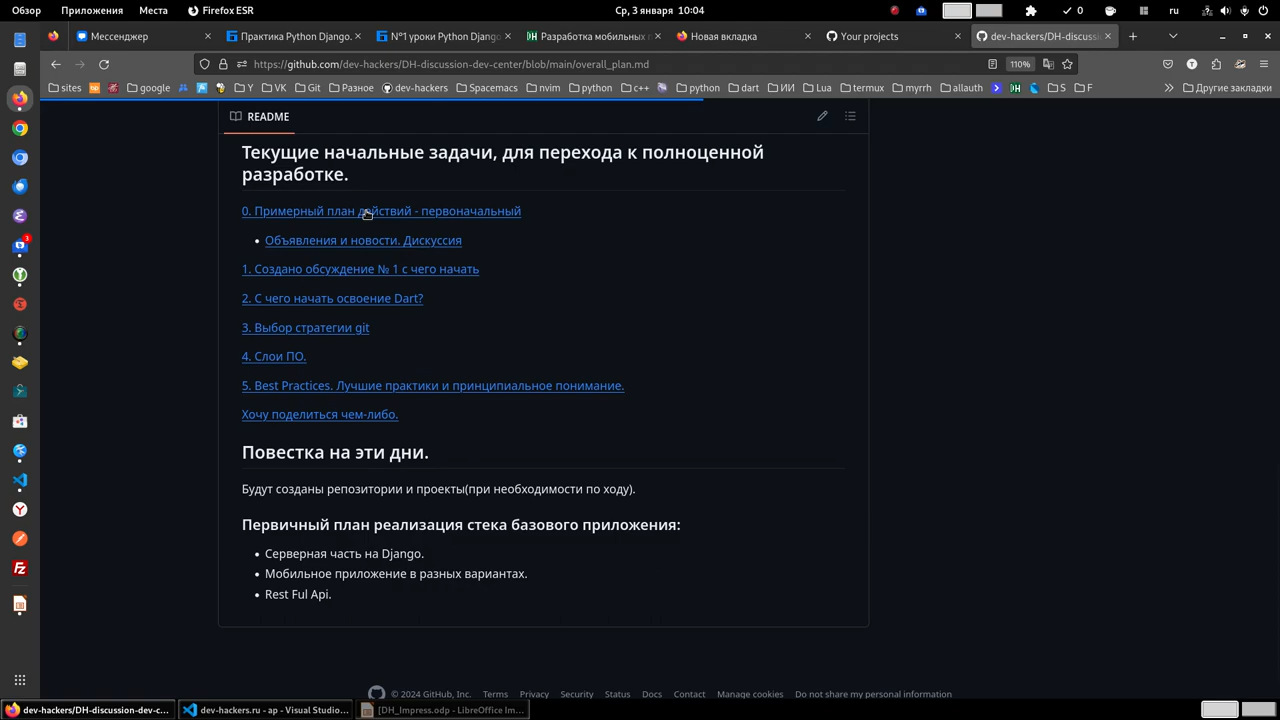 Обзор Приложения Места Firefox ESR Ср, 3 января 10:04 0 ru
Мессенджер Практика Python Django. N°1 уроки Python Django Разработка мобильных п Новая вкладка Your projects dev-hackers/DH-discussi
https://github.com/dev-hackers/DH-discussion-dev-center/blob/main/overall_plan.md 110%
sites google Y VK Git Разное dev-hackers Spacemacs nvim python c++ python dart ИИ Lua termux myrrh allauth S F Другие закладки
README
Текущие начальные задачи, для перехода к полноценной
разработке.
0. Примерный план действий - первоначальный
• Объявления и новости. Дискуссия
1. Создано обсуждение № 1 с чего начать
2. С чего начать освоение Dart?
3. Выбор стратегии git
4. Слои ПО.
5. Best Practices. Лучшие практики и принципиальное понимание.
Хочу поделиться чем-либо.
Повестка на эти дни.
Будут созданы репозитории и проекты(при необходимости по ходу).
Первичный план реализация стека базового приложения:
• Серверная часть на Django.
• Мобильное приложение в разных вариантах.
• Rest Ful Api.
© 2024 GitHub, Inc. Terms Privacy Security Status Docs Contact Manage cookies Do not share my personal information
dev-hackers/DH-discussion-dev-c... dev-hackers.ru - ap - Visual Studio... [DH_Impress.odp - LibreOffice Im...